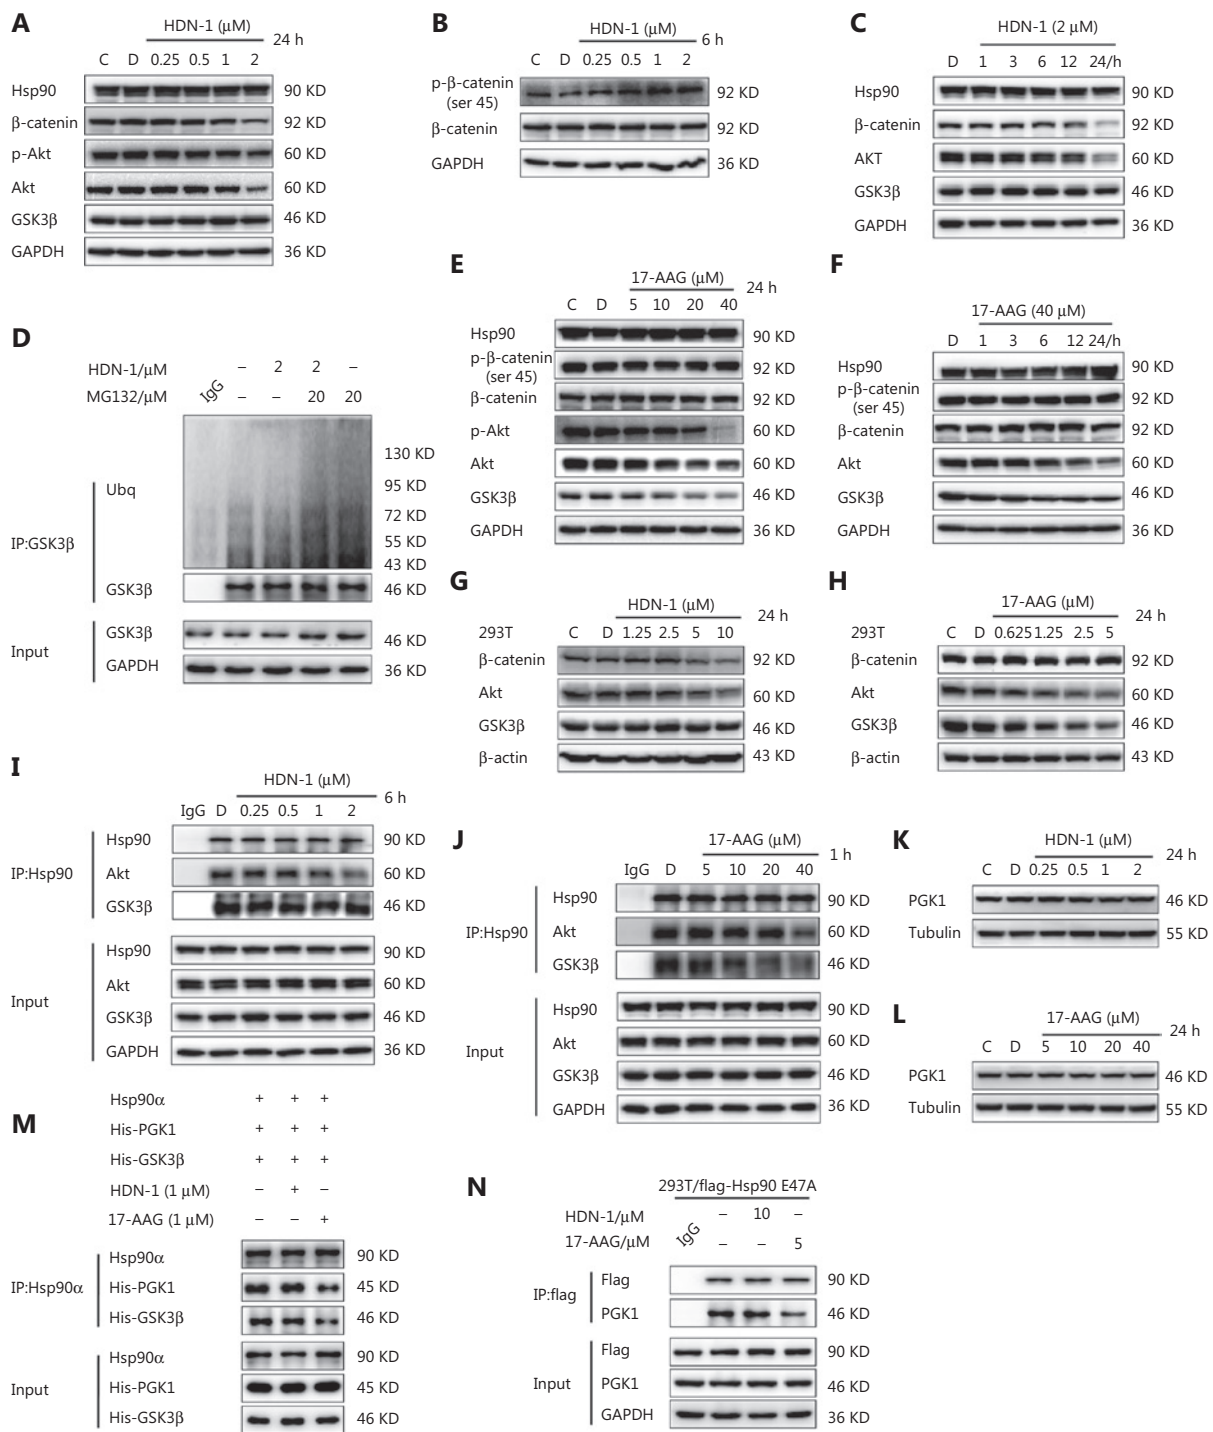 A
HDN-1 (µM)
24 h
C D 0.25 0.5 1 2
Hsp90 90 KD
β-catenin 92 KD
p-Akt 60 KD
Akt 60 KD
GSK3β 46 KD
GAPDH 36 KD
B
HDN-1 (µM)
6 h
C D 0.25 0.5 1 2
p-β-catenin 92 KD
(ser 45)
β-catenin 92 KD
GAPDH 36 KD
C
HDN-1 (2 µM)
D 1 3 6 12 24/h
Hsp90 90 KD
β-catenin 92 KD
AKT 60 KD
GSK3β 46 KD
GAPDH 36 KD
D
HDN-1/µM – 2 2 –
MG132/µM IgG – – 20 20
130 KD
Ubq 95 KD
72 KD
IP:GSK3β 55 KD
43 KD
GSK3β 46 KD
Input
GSK3β 46 KD
GAPDH 36 KD
E
17-AAG (µM)
24 h
C D 5 10 20 40
Hsp90 90 KD
p-β-catenin 92 KD
(ser 45)
β-catenin 92 KD
p-Akt 60 KD
Akt 60 KD
GSK3β 46 KD
GAPDH 36 KD
F
17-AAG (40 µM)
D 1 3 6 12 24/h
Hsp90 90 KD
p-β-catenin 92 KD
(ser 45)
β-catenin 92 KD
Akt 60 KD
GSK3β 46 KD
GAPDH 36 KD
G
HDN-1 (µM)
24 h
293T C D 1.25 2.5 5 10
β-catenin 92 KD
Akt 60 KD
GSK3β 46 KD
β-actin 43 KD
H
17-AAG (µM)
24 h
293T C D 0.625 1.25 2.5 5
β-catenin 92 KD
Akt 60 KD
GSK3β 46 KD
β-actin 43 KD
I
HDN-1 (µM)
6 h
IgG D 0.25 0.5 1 2
IP:Hsp90
Hsp90 90 KD
Akt 60 KD
GSK3β 46 KD
Input
Hsp90 90 KD
Akt 60 KD
GSK3β 46 KD
GAPDH 36 KD
J
17-AAG (µM)
1 h
IgG D 5 10 20 40
IP:Hsp90
Hsp90 90 KD
Akt 60 KD
GSK3β 46 KD
Input
Hsp90 90 KD
Akt 60 KD
GSK3β 46 KD
GAPDH 36 KD
K
HDN-1 (µM)
24 h
C D 0.25 0.5 1 2
PGK1 46 KD
Tubulin 55 KD
L
17-AAG (µM)
24 h
C D 5 10 20 40
PGK1 46 KD
Tubulin 55 KD
M
Hsp90α + + +
His-PGK1 + + +
His-GSK3β + + +
HDN-1 (1 µM) – + –
17-AAG (1 µM) – – +
IP:Hsp90α
Hsp90α 90 KD
His-PGK1 45 KD
His-GSK3β 46 KD
Input
Hsp90α 90 KD
His-PGK1 45 KD
His-GSK3β 46 KD
N
293T/flag-Hsp90 E47A
HDN-1/µM – 10 –
17-AAG/µM IgG – – 5
IP:flag
Flag 90 KD
PGK1 46 KD
Input
Flag 90 KD
PGK1 46 KD
GAPDH 36 KD